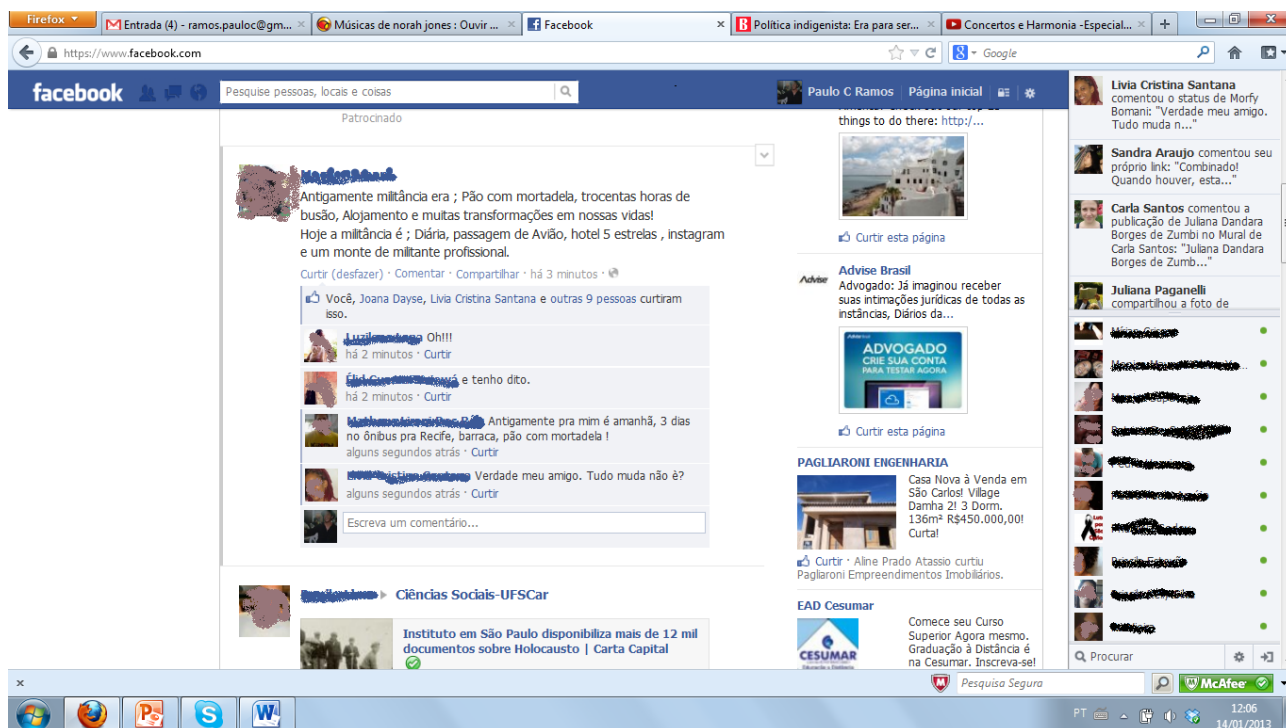 Firefox
Entrada (4) - ramos.pauloc@gm...
Músicas de norah jones : Ouvir ...
Facebook
Política indigenista: Era para ser...
Concertos e Harmonia -Especial...
https://www.facebook.com
Google
facebook
Pesquise pessoas, locais e coisas
Paulo C Ramos
Página inicial
Patrocinado
Antigamente militância era ; Pão com mortadela, trocentas horas de
busão, Alojamento e muitas transformações em nossas vidas!
Hoje a militância é ; Diária, passagem de Avião, hotel 5 estrelas , instagram
e um monte de militante profissional.
Curtir (desfazer) · Comentar · Compartilhar · há 3 minutos ·
Você, Joana Dayse, Livia Cristina Santana e outras 9 pessoas curtiram
isso.
Oh!!!
há 2 minutos · Curtir
e tenho dito.
há 2 minutos · Curtir
Antigamente pra mim é amanhã, 3 dias
no ônibus pra Recife, barraca, pão com mortadela !
alguns segundos atrás · Curtir
Verdade meu amigo. Tudo muda não è?
alguns segundos atrás · Curtir
Escreva um comentário...
Ciências Sociais-UFSCar
Instituto em São Paulo disponibiliza mais de 12 mil
documentos sobre Holocausto | Carta Capital
things to do there: http:/...
Curtir esta página
Advise
Advise Brasil
Advogado: Já imaginou receber
suas intimações jurídicas de todas as
instâncias, Diários da...
ADVOGADO
CRIE SUA CONTA
PARA TESTAR AGORA
Curtir esta página
PAGLIARONI ENGENHARIA
Casa Nova à Venda em
São Carlos! Village
Damha 2! 3 Dorm.
136m² R$450.000,00!
Curta!
Curtir · Aline Prado Atassio curtiu
Pagliaroni Empreendimentos Imobiliários.
EAD Cesumar
Comece seu Curso
Superior Agora mesmo.
Graduação à Distância é
na Cesumar. Inscreva-se!
CESUMAR
Livia Cristina Santana
comentou o status de Morfy
Bomani: "Verdade meu amigo.
Tudo muda n..."
Sandra Araujo comentou seu
próprio link: "Combinado!
Quando houver, esta..."
Carla Santos comentou a
publicação de Juliana Dandara
Borges de Zumbi no Mural de
Carla Santos: "Juliana Dandara
Borges de Zumb..."
Juliana Paganelli
compartilhou a foto de
Procurar
Pesquisa Segura
McAfee
PT
12:06
14/01/2013